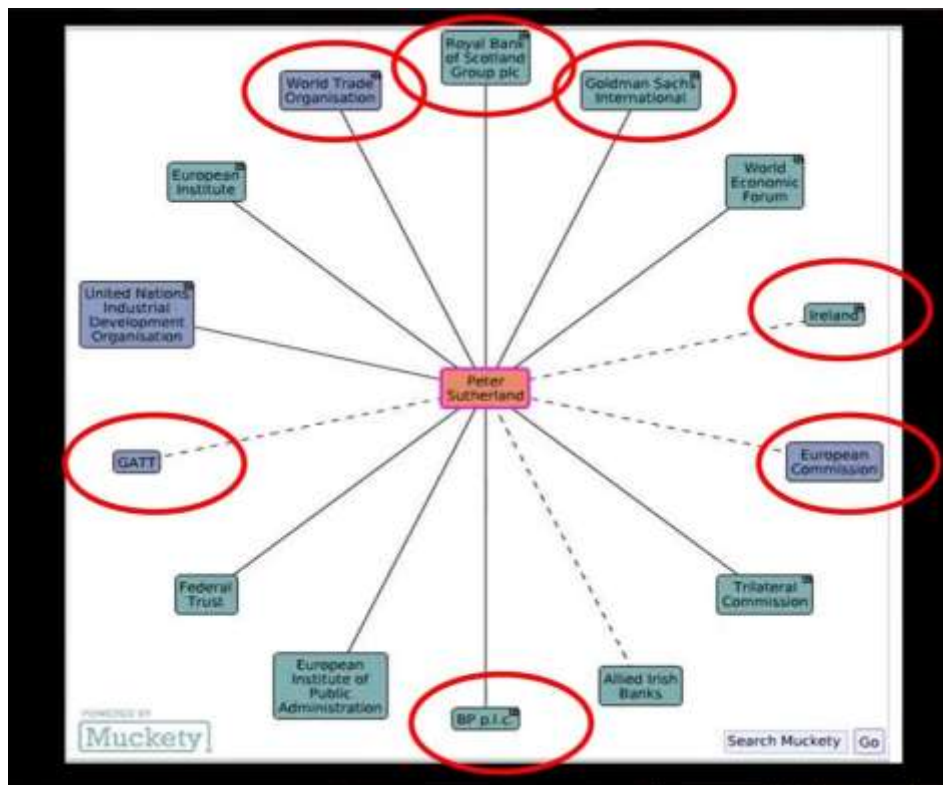 Royal Bank
of Scotland
Group plc
World Trade
Organisation
Goldman Sachs
International
World
Economic
Forum
European
Institute
United Nations
Industrial
Development
Organisation
Ireland
Peter
Sutherland
GATT
European
Commission
Federal
Trust
Trilateral
Commission
European
Institute of
Public
Administration
Allied Irish
Banks
BP p.l.c.
POWERED BY
Muckety
Search Muckety
Go